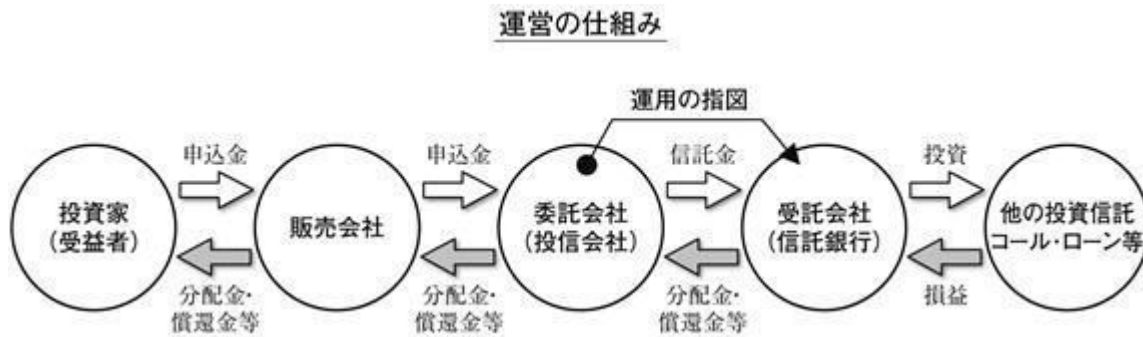 運営の仕組み
運用の指図
申込金
申込金
信託金
投資
投資家
(受益者)
販売会社
委託会社
(投信会社)
受託会社
(信託銀行)
他の投資信託
コール・ローン等
分配金・
償還金等
分配金・
償還金等
分配金・
償還金等
損益